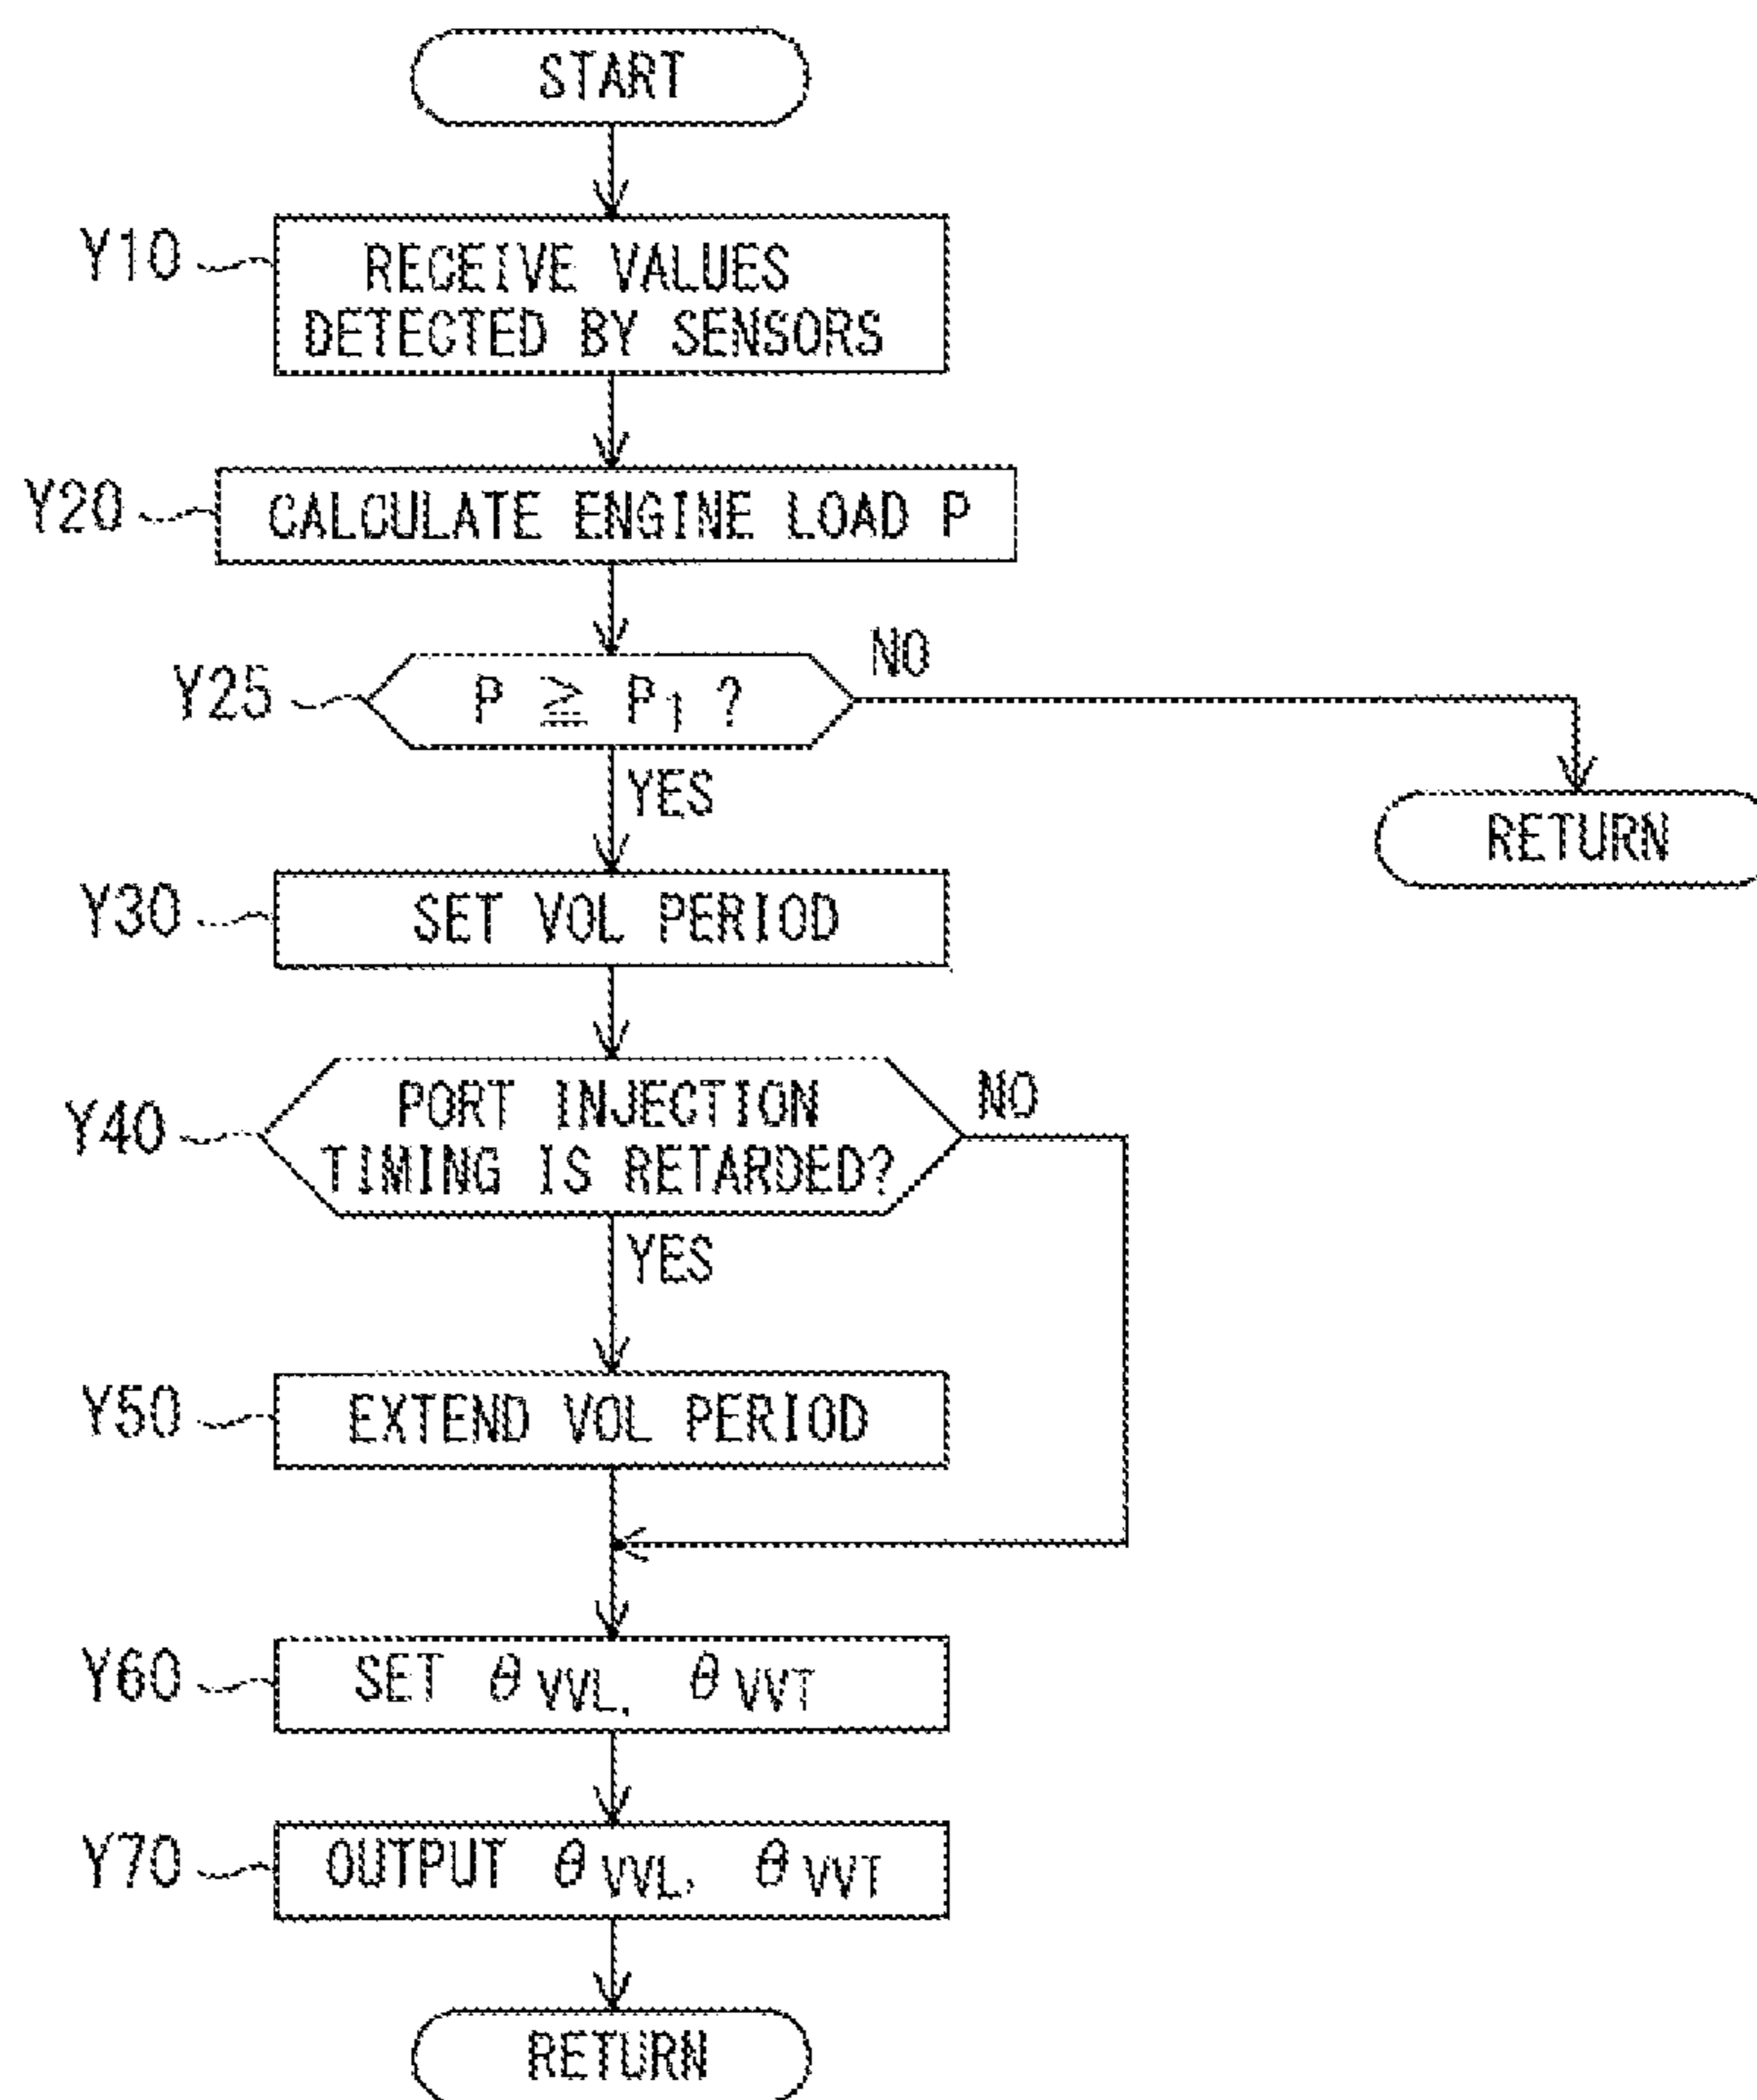 START
Y10
RECEIVE VALUES
DETECTED BY SENSORS
Y20
CALCULATE ENGINE LOAD P
Y25
P ≧ P1 ?
NO
YES
RETURN
Y30
SET VOL PERIOD
Y40
PORT INJECTION
TIMING IS RETARDED?
NO
YES
Y50
EXTEND VOL PERIOD
Y60
SET θVVL, θVVT
Y70
OUTPUT θVVL, θVVT
RETURN